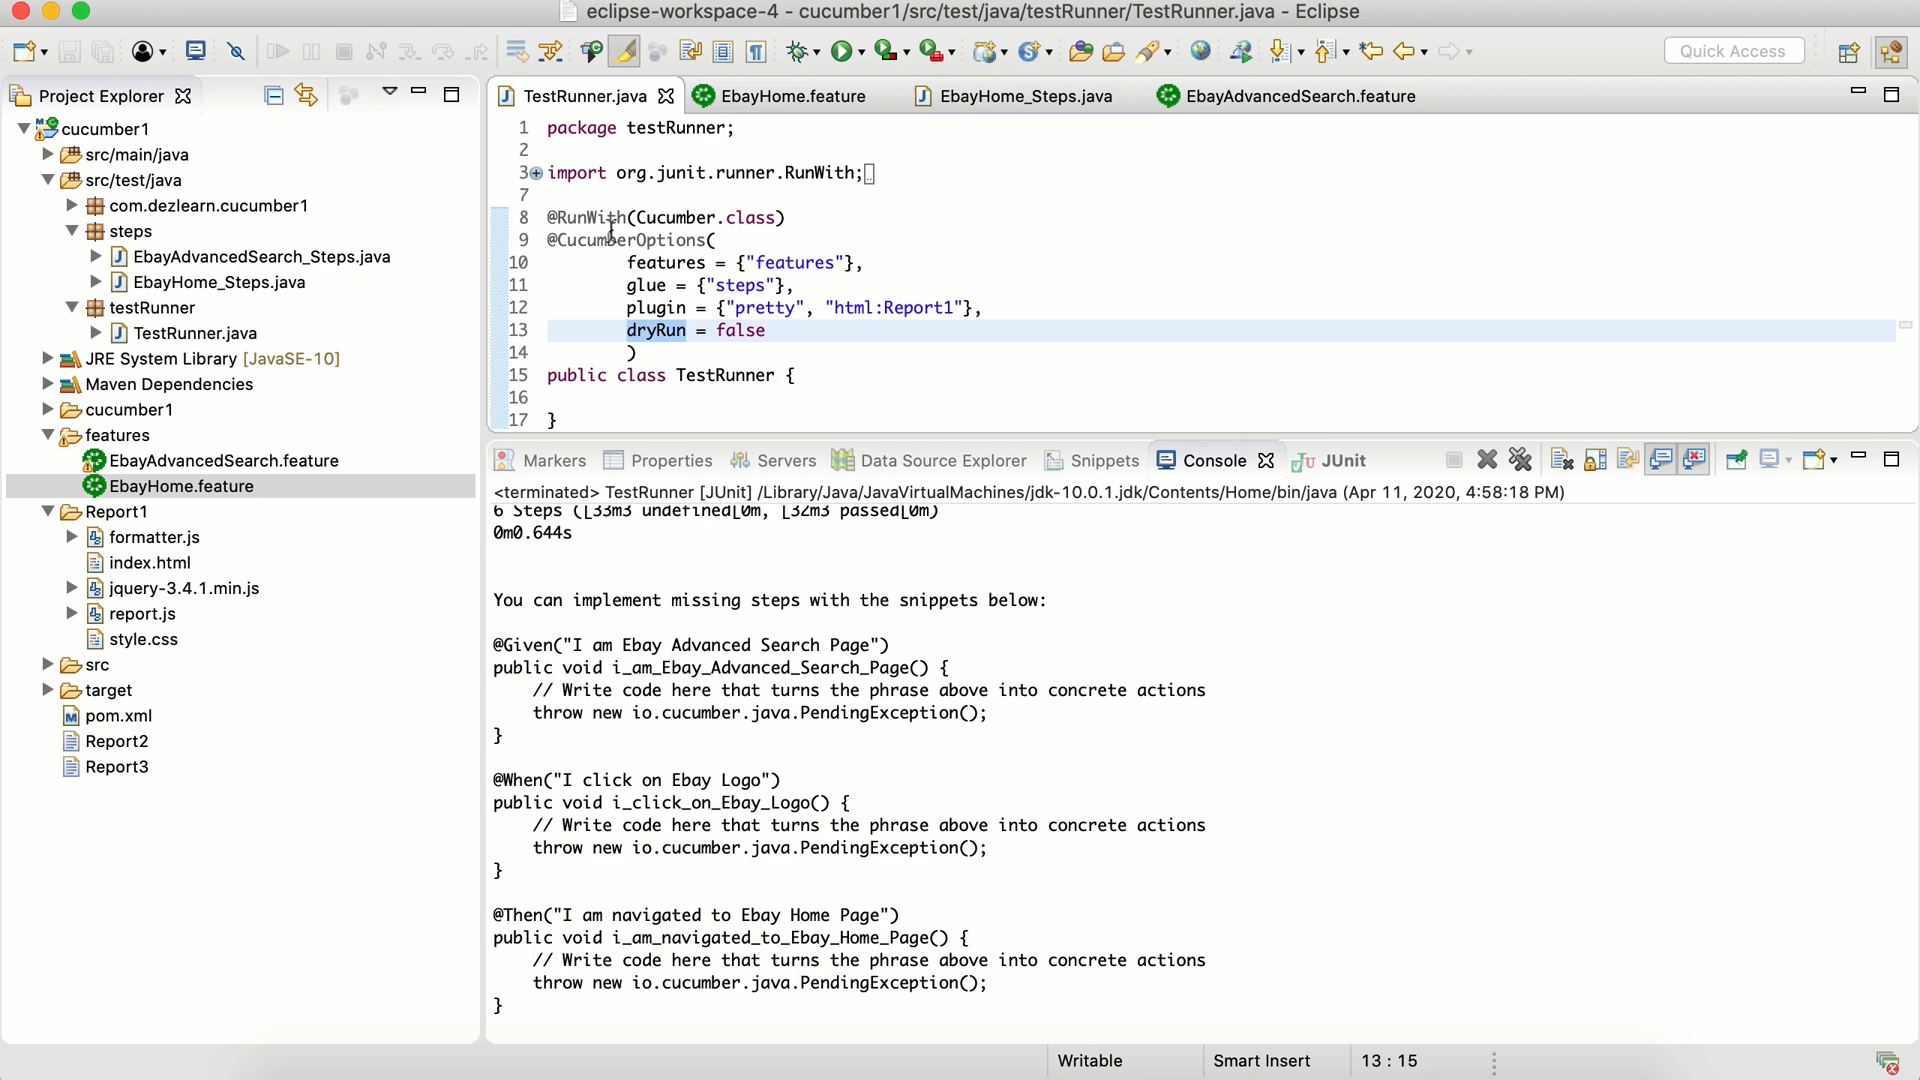 eclipse-workspace-4 - cucumber1/src/test/java/testRunner/TestRunner.java - Eclipse
Quick Access
Project Explorer
cucumber1
src/main/java
src/test/java
com.dezlearn.cucumber1
steps
EbayAdvancedSearch_Steps.java
EbayHome_Steps.java
testRunner
TestRunner.java
JRE System Library [JavaSE-10]
Maven Dependencies
cucumber1
features
EbayAdvancedSearch.feature
EbayHome.feature
Report1
formatter.js
index.html
jquery-3.4.1.min.js
report.js
style.css
src
target
pom.xml
Report2
Report3
TestRunner.java EbayHome.feature EbayHome_Steps.java EbayAdvancedSearch.feature
1 package testRunner;
2
3 import org.junit.runner.RunWith;
7
8 @RunWith(Cucumber.class)
9 @CucumberOptions(
10 features = {"features"},
11 glue = {"steps"},
12 plugin = {"pretty", "html:Report1"},
13 dryRun = false
14 )
15 public class TestRunner {
16
17 }
Markers Properties Servers Data Source Explorer Snippets Console JUnit
<terminated> TestRunner [JUnit] /Library/Java/JavaVirtualMachines/jdk-10.0.1.jdk/Contents/Home/bin/java (Apr 11, 2020, 4:58:18 PM)
6 Steps ([33m3 undefined[0m, [32m3 passed[0m)
0m0.644s
You can implement missing steps with the snippets below:
@Given("I am Ebay Advanced Search Page")
public void i_am_Ebay_Advanced_Search_Page() {
// Write code here that turns the phrase above into concrete actions
throw new io.cucumber.java.PendingException();
}
@When("I click on Ebay Logo")
public void i_click_on_Ebay_Logo() {
// Write code here that turns the phrase above into concrete actions
throw new io.cucumber.java.PendingException();
}
@Then("I am navigated to Ebay Home Page")
public void i_am_navigated_to_Ebay_Home_Page() {
// Write code here that turns the phrase above into concrete actions
throw new io.cucumber.java.PendingException();
}
Writable Smart Insert 13 : 15